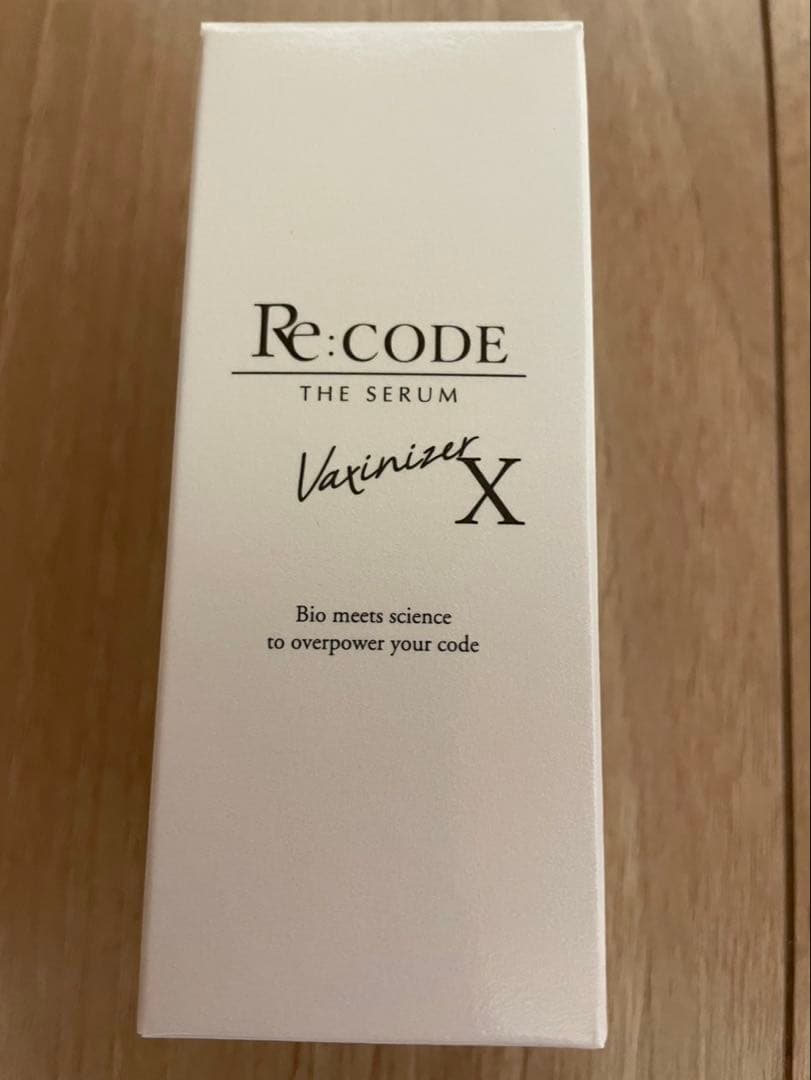 Re:CODE
THE SERUM
Vaxinizer
X
Bio meets science
to overpower your code